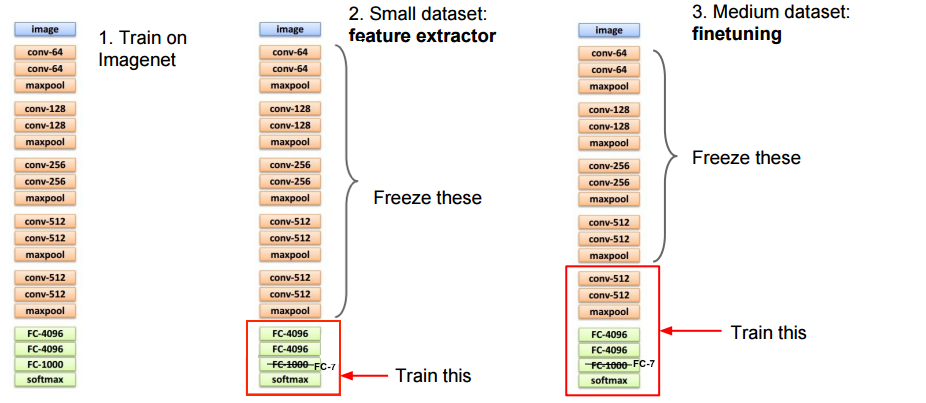 1. Train on
Imagenet
image
conv-64
conv-64
maxpool
conv-128
conv-128
maxpool
conv-256
conv-256
maxpool
conv-512
conv-512
maxpool
conv-512
conv-512
maxpool
FC-4096
FC-4096
FC-1000
softmax
2. Small dataset:
feature extractor
image
conv-64
conv-64
maxpool
conv-128
conv-128
maxpool
conv-256
conv-256
maxpool
conv-512
conv-512
maxpool
conv-512
conv-512
maxpool
Freeze these
FC-4096
FC-4096
FC-1000 FC-7
softmax
Train this
3. Medium dataset:
finetuning
image
conv-64
conv-64
maxpool
conv-128
conv-128
maxpool
conv-256
conv-256
maxpool
conv-512
conv-512
maxpool
Freeze these
conv-512
conv-512
maxpool
FC-4096
FC-4096
FC-1000 FC-7
softmax
Train this